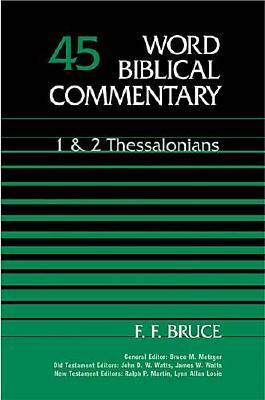 45 WORD
BIBLICAL
COMMENTARY
1 & 2 Thessalonians
F. F. BRUCE
General Editor: Bruce M. Metzger
Old Testament Editors: John D. W. Watts, James W. Watts
New Testament Editors: Ralph P. Martin, Lynn Allan Losie